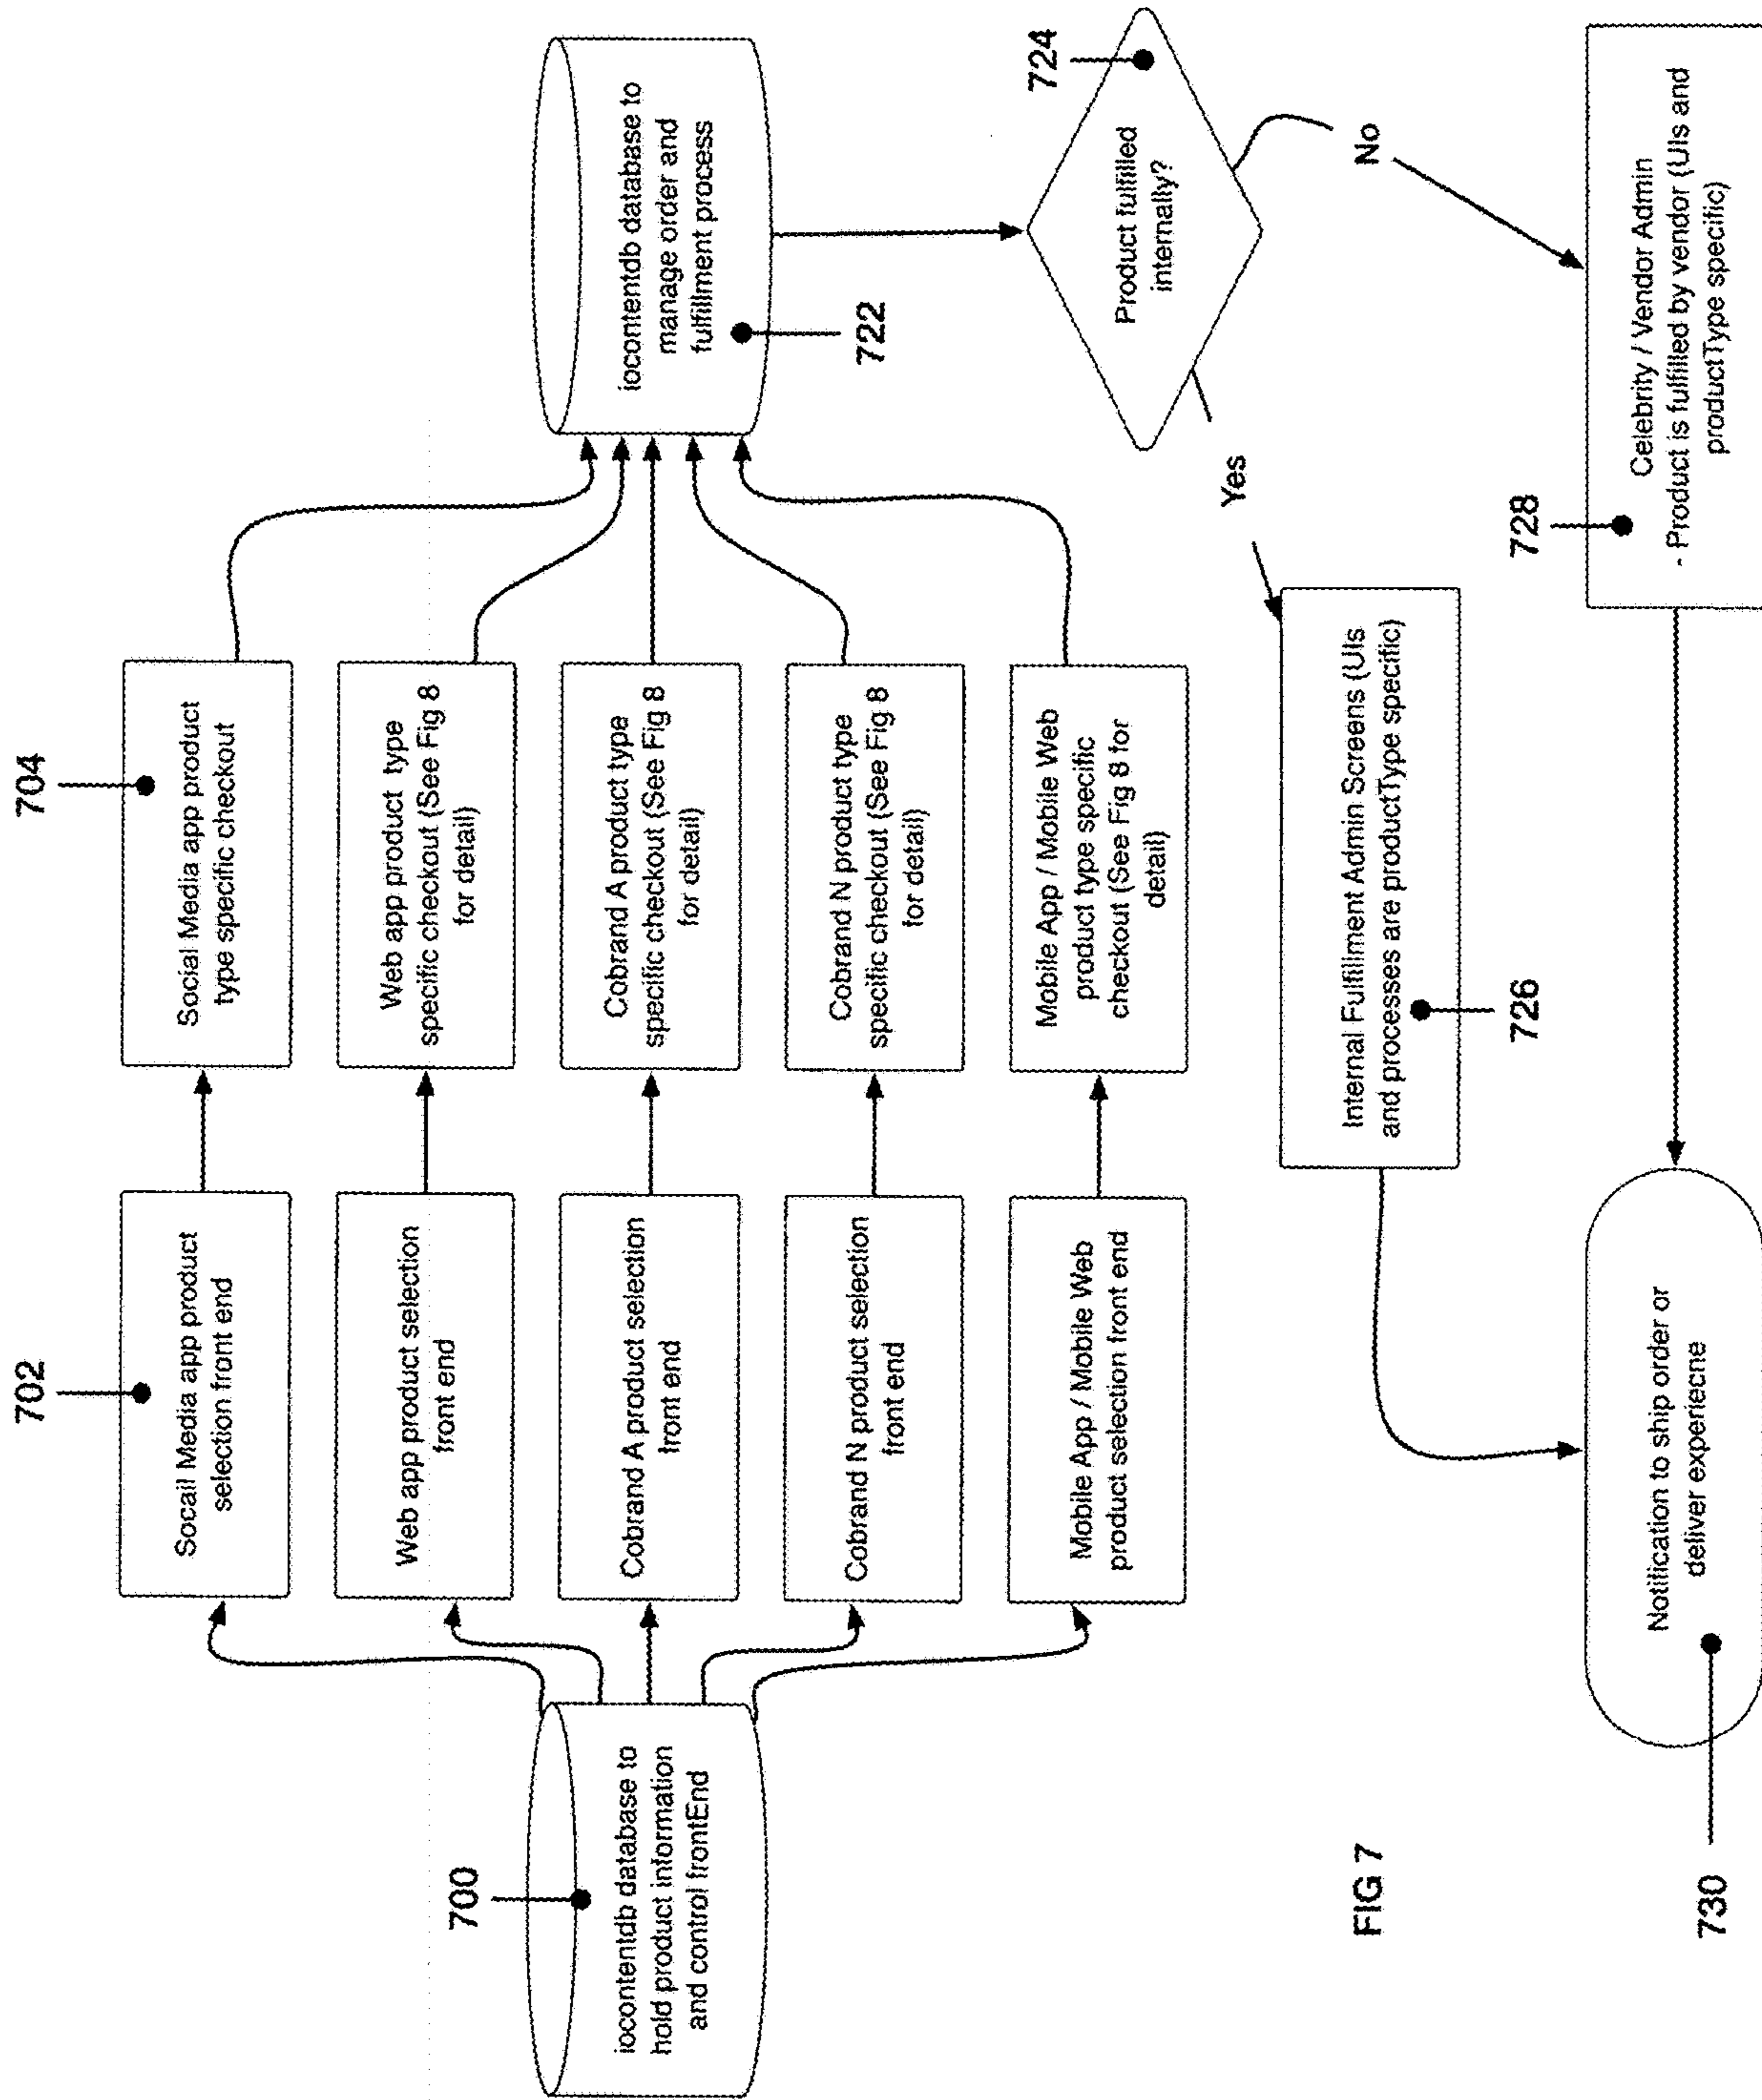 702
704
Socail Media app product
selection front end
Social Media app product
type specific checkout
Web app product selection
front end
Web app product type
specific checkout (See Fig 8
for detail)
700
iocontentdb database to
hold product information
and control frontEnd
Cobrand A product selection
front end
Cobrand A product type
specific checkout (See Fig 8
for detail)
iocontentdb database to
manage order and
fulfillment process
722
Cobrand N product selection
front end
Cobrand N product type
specific checkout (See Fig 8
for detail)
Mobile App / Mobile Web
product selection front end
Mobile App / Mobile Web
product type specific
checkout (See Fig 8 for
detail)
724
Product fulfilled
internally?
Yes
No
Internal Fulfillment Admin Screens (UIs
and processes are productType specific)
726
FIG 7
728
Celebrity / Vendor Admin
- Product is fulfilled by vendor (UIs and
productType specific)
Notification to ship order or
deliver experiecne
730